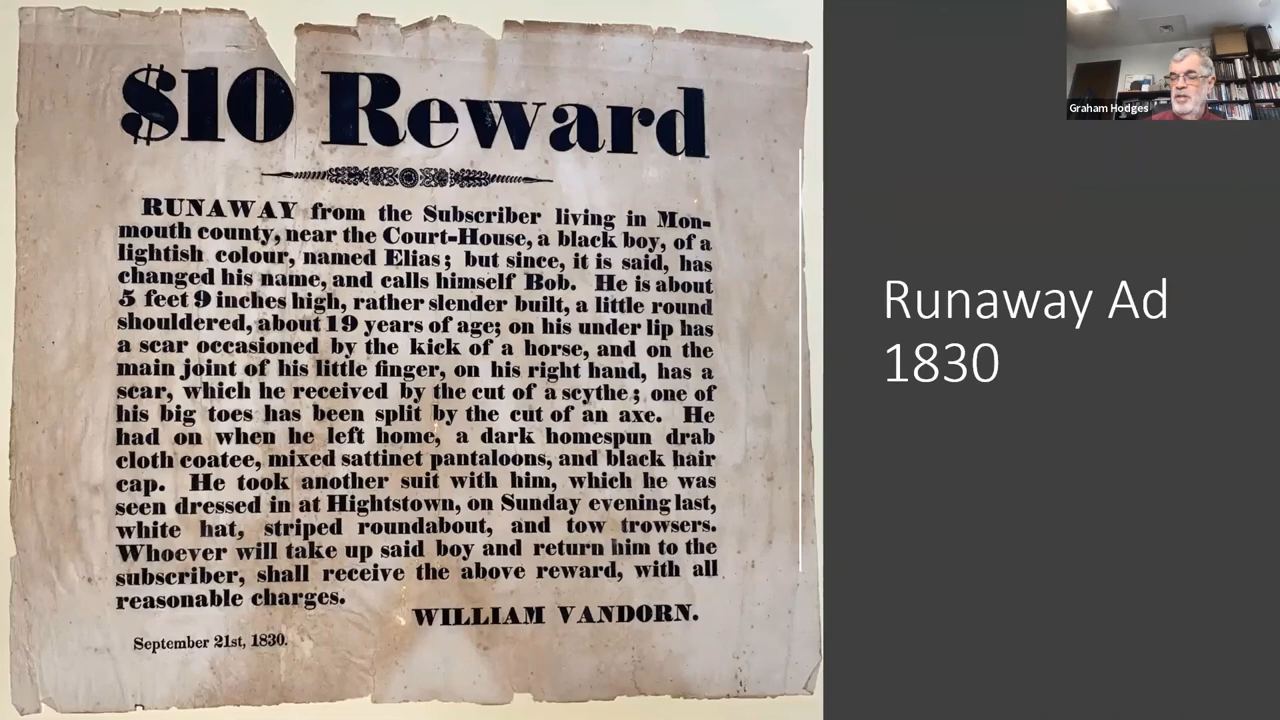 $10 Reward
RUNAWAY from the Subscriber living in Mon-
mouth county, near the Court-House, a black boy, of a
lightish colour, named Elias; but since, it is said, has
changed his name, and calls himself Bob. He is about
5 feet 9 inches high, rather slender built, a little round
shouldered, about 19 years of age; on his under lip has
a scar occasioned by the kick of a horse, and on the
main joint of his little finger, on his right hand, has a
scar, which he received by the cut of a scythe; one of
his big toes has been split by the cut of an axe. He
had on when he left home, a dark homespun drab
cloth coatee, mixed sattinet pantaloons, and black hair
cap. He took another suit with him, which he was
seen dressed in at Hightstown, on Sunday evening last,
white hat, striped roundabout, and tow trowsers.
Whoever will take up said boy and return him to the
subscriber, shall receive the above reward, with all
reasonable charges.
WILLIAM VANDORN.
September 21st, 1830.
Runaway Ad
1830
Graham Hodges